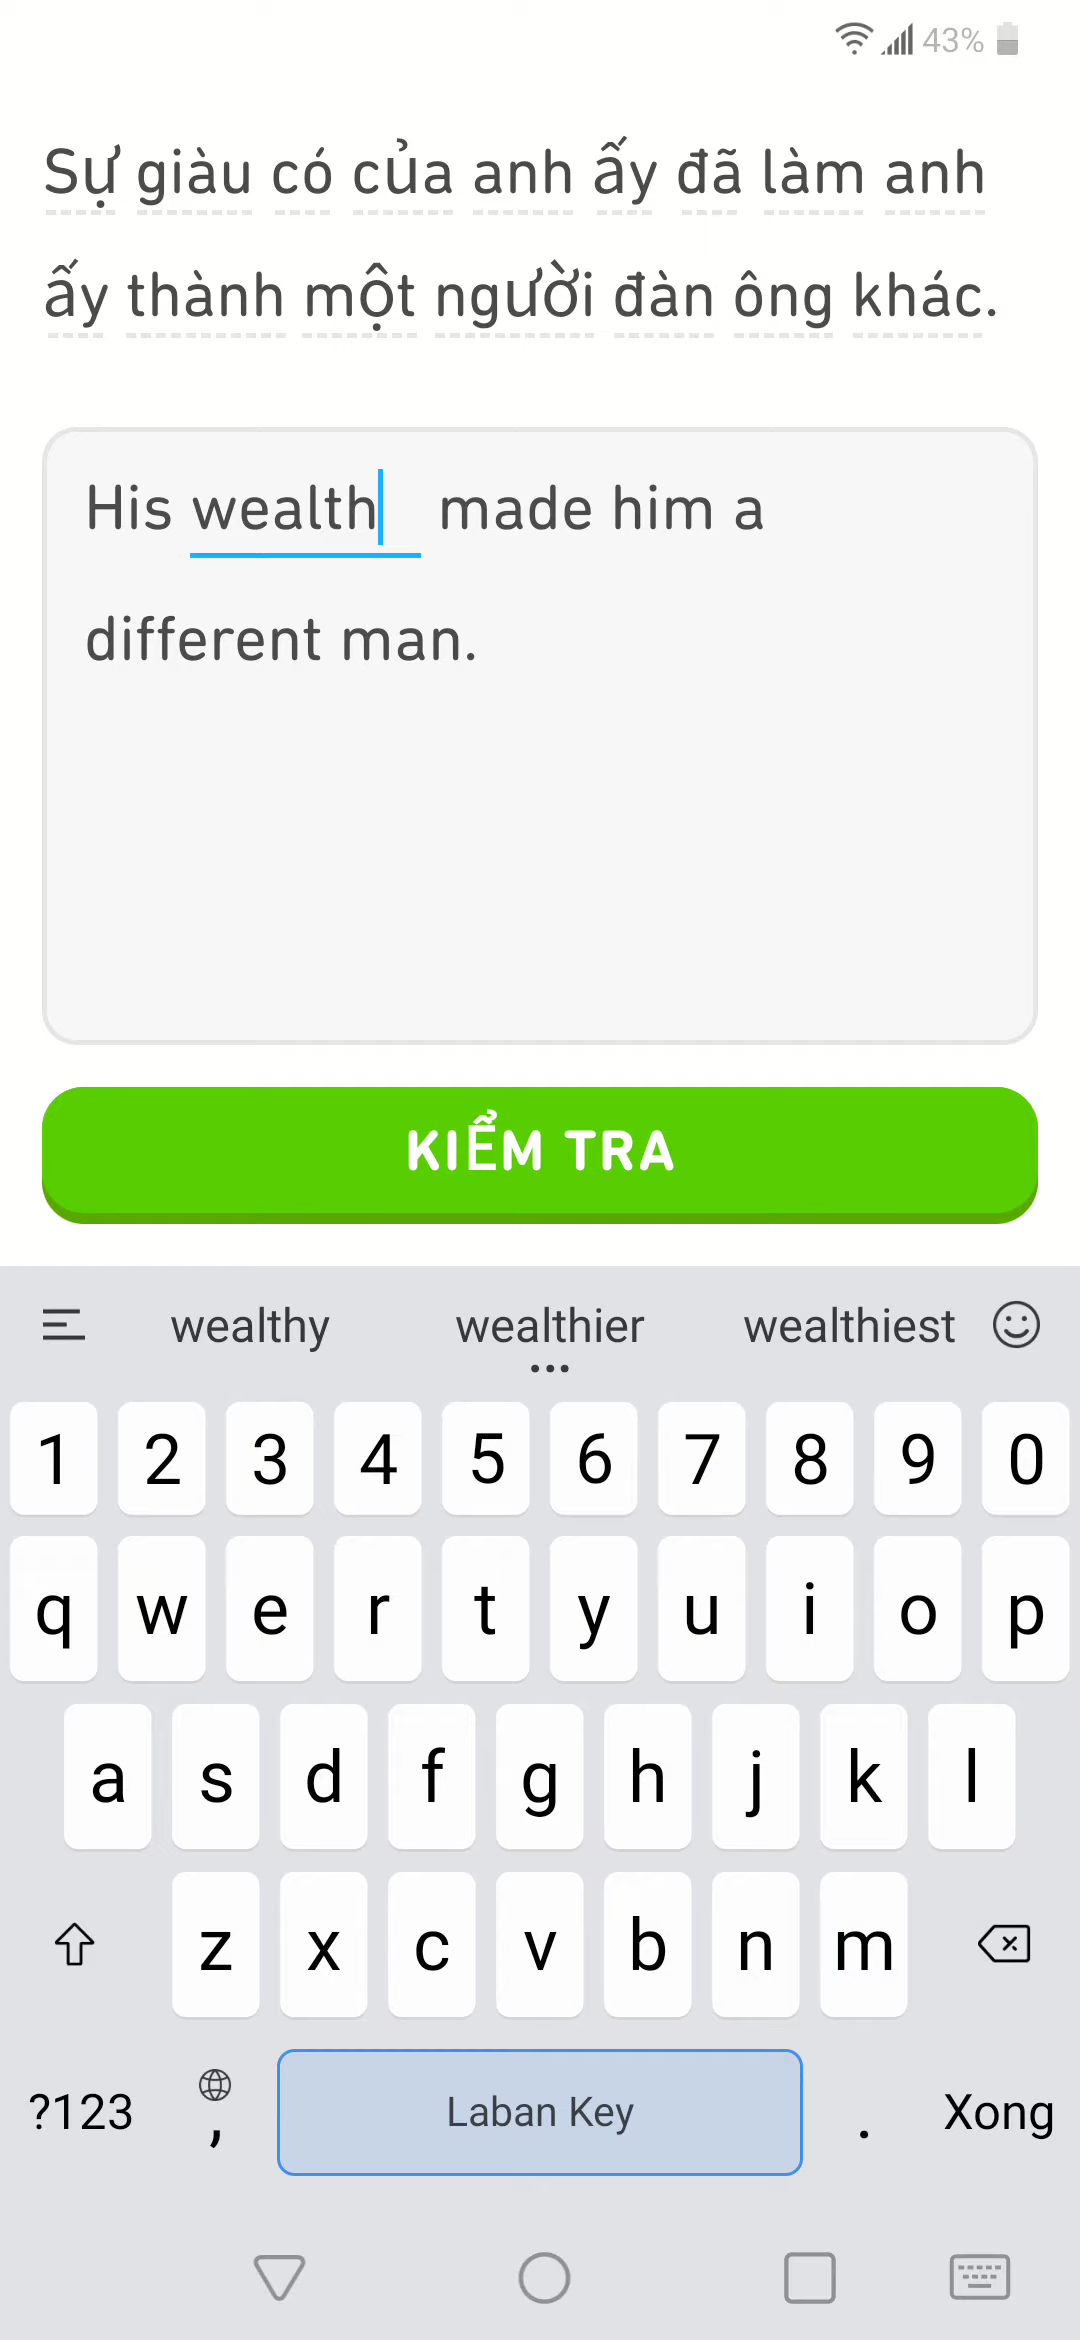 43%
Sự giàu có của anh ấy đã làm anh
ấy thành một người đàn ông khác.
His wealth made him a
different man.
KIỂM TRA
wealthy wealthier wealthiest
1 2 3 4 5 6 7 8 9 0
q w e r t y u i o p
a s d f g h j k l
z x c v b n m
?123 , Laban Key . Xong